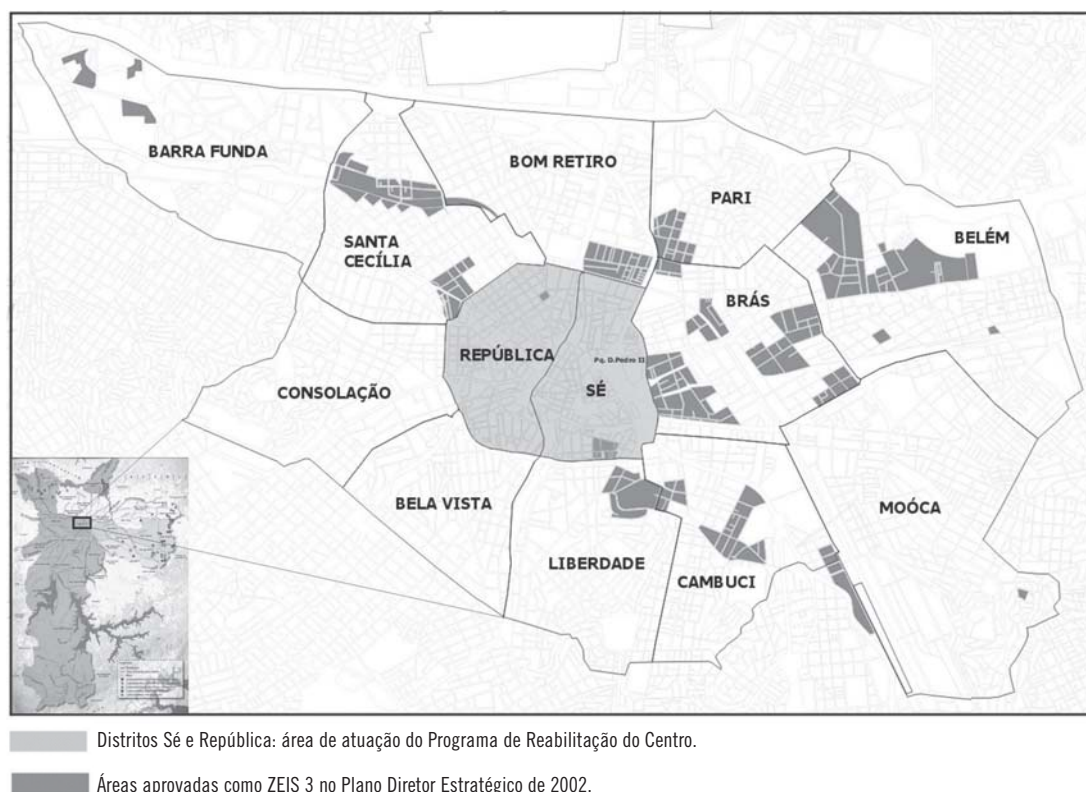 BARRA FUNDA
BOM RETIRO
PARI
SANTA
CECÍLIA
BELÉM
BRÁS
REPÚBLICA
Pq. D.Pedro II
SÉ
CONSOLAÇÃO
BELA VISTA
MOÓCA
LIBERDADE
CAMBUCI
Distritos Sé e República: área de atuação do Programa de Reabilitação do Centro.
Áreas aprovadas como ZEIS 3 no Plano Diretor Estratégico de 2002.